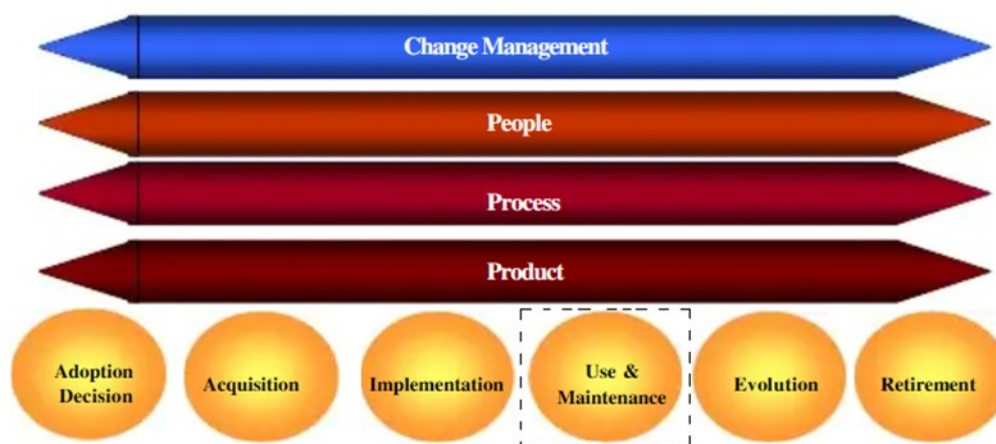 Change Management
People
Process
Product
Adoption
Decision
Acquisition
Implementation
Use &
Maintenance
Evolution
Retirement